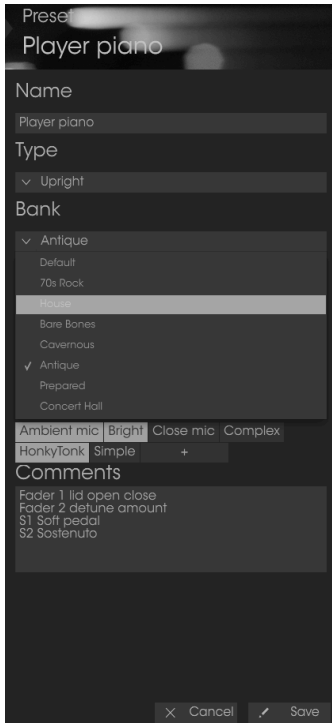 Preset
Player piano
Name
Player piano
Type
Upright
Bank
Antique
Default
70s Rock
House
Bare Bones
Cavernous
Antique
Prepared
Concert Hall
Ambient mic Bright Close mic Complex
HonkyTonk Simple +
Comments
Fader 1 lid open close
Fader 2 detune amount
S1 Soft pedal
S2 Sostenuto
Cancel Save